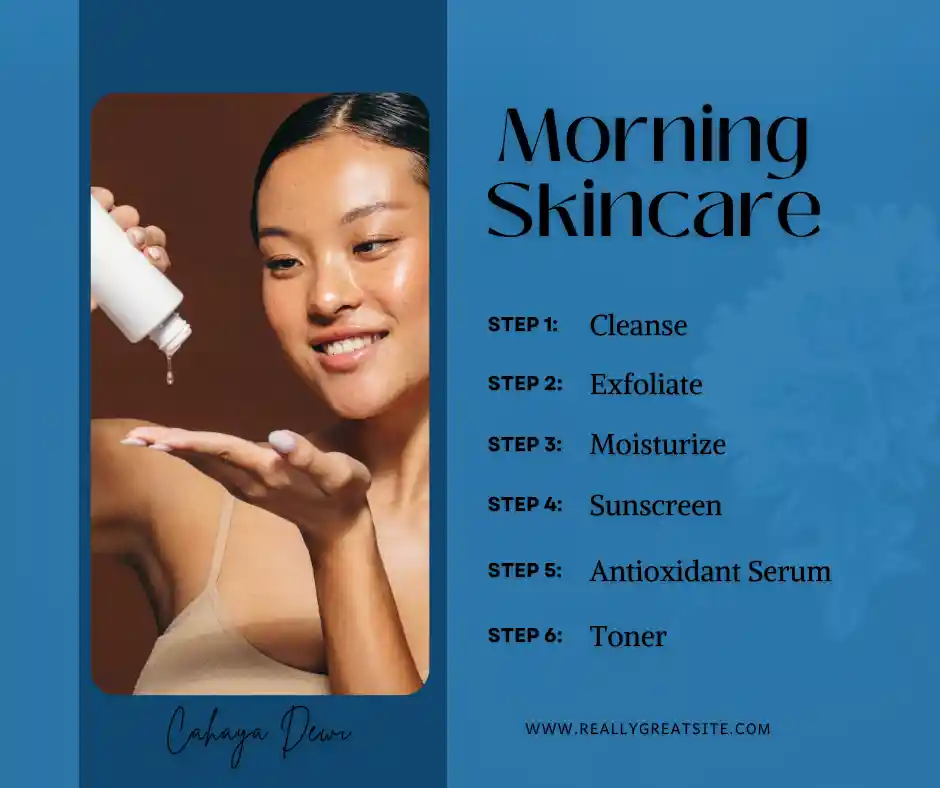 Morning
Skincare
STEP 1: Cleanse
STEP 2: Exfoliate
STEP 3: Moisturize
STEP 4: Sunscreen
STEP 5: Antioxidant Serum
STEP 6: Toner
Cahaya Dewi
WWW.REALLYGREATSITE.COM